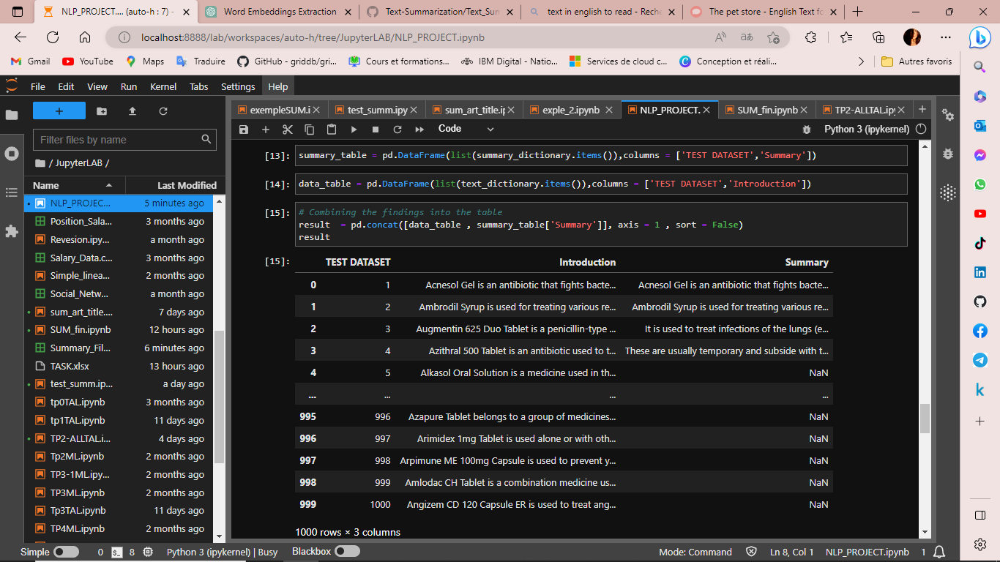 NLP_PROJECT.... (auto-h : 7) -
Word Embeddings Extraction
Text-Summarization/Text_Sum
text in english to read - Reche
The pet store - English Text fo
localhost:8888/lab/workspaces/auto-h/tree/JupyterLAB/NLP_PROJECT.ipynb
Gmail YouTube Maps Traduire GitHub - griddb/gri... Cours et formations... IBM Digital - Natio... Services de cloud c... Conception et réali... Autres favoris
File Edit View Run Kernel Tabs Settings Help
exempleSUM.i test_summ.ipy sum_art_title.ip exple_2.ipynb NLP_PROJECT. SUM_fin.ipynb TP2-ALLTAL.ipy
Code Python 3 (ipykernel)
Filter files by name
/ JupyterLAB /
Name Last Modified
NLP_PROJEC... 5 minutes ago
Position_Sala... 3 months ago
Revesion.ipy... a month ago
Salary_Data.c... 3 months ago
Simple_linea... 2 months ago
Social_Netw... a month ago
sum_art_title.... 7 days ago
SUM_fin.ipynb 12 hours ago
Summary_Fil... 6 minutes ago
TASK.xlsx 13 hours ago
test_summ.ip... a day ago
tp0TAL.ipynb 3 months ago
tp1TAL.ipynb 11 days ago
TP2-ALLTAL.i... 4 days ago
Tp2ML.ipynb 2 months ago
TP3-1ML.ipy... 2 months ago
TP3ML.ipynb 2 months ago
Tp3TAL.ipynb 11 days ago
TP4ML.ipynb 2 months ago
[13]: summary_table = pd.DataFrame(list(summary_dictionary.items()),columns = ['TEST DATASET','Summary'])
[14]: data_table = pd.DataFrame(list(text_dictionary.items()),columns = ['TEST DATASET','Introduction'])
[15]: # Combining the findings into the table
result = pd.concat([data_table , summary_table['Summary']], axis = 1 , sort = False)
result
[15]: TEST DATASET Introduction Summary
0 1 Acnesol Gel is an antibiotic that fights bacte... Acnesol Gel is an antibiotic that fights bacte...
1 2 Ambrodil Syrup is used for treating various re... Ambrodil Syrup is used for treating various re...
2 3 Augmentin 625 Duo Tablet is a penicillin-type ... It is used to treat infections of the lungs (e...
3 4 Azithral 500 Tablet is an antibiotic used to t... These are usually temporary and subside with t...
4 5 Alkasol Oral Solution is a medicine used in th... NaN
... ... ... ...
995 996 Azapure Tablet belongs to a group of medicines... NaN
996 997 Arimidex 1mg Tablet is used alone or with oth... NaN
997 998 Arpimune ME 100mg Capsule is used to prevent y... NaN
998 999 Amlodac CH Tablet is a combination medicine us... NaN
999 1000 Angizem CD 120 Capsule ER is used to treat ang... NaN
1000 rows × 3 columns
Simple 0 $_ 8 Python 3 (ipykernel) | Busy Blackbox Mode: Command Ln 8, Col 1 NLP_PROJECT.ipynb 1